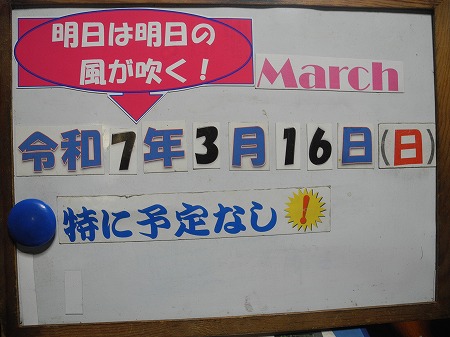 明日は明日の
風が吹く！
March
令和7年3月16日(日)
特に予定なし!